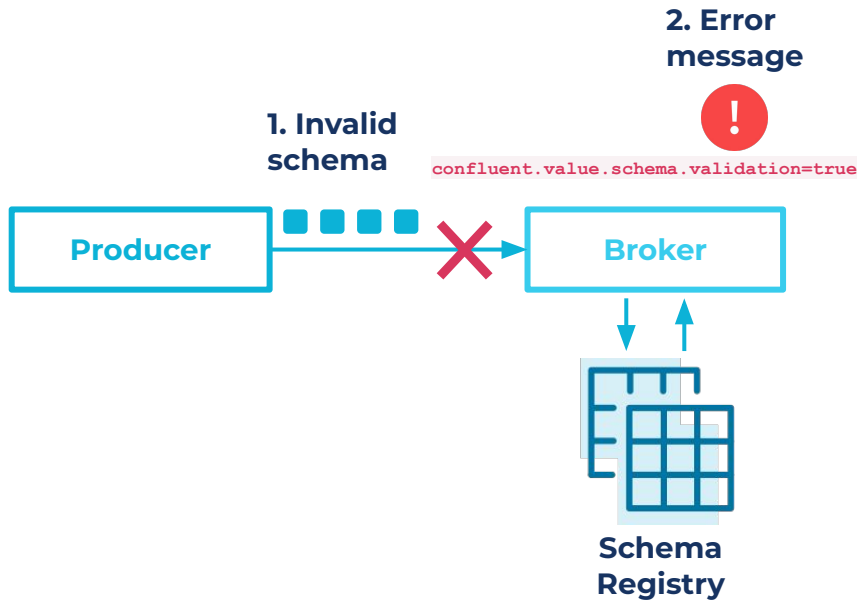 2. Error
message
!
1. Invalid
schema
confluent.value.schema.validation=true
Producer
Broker
Schema
Registry